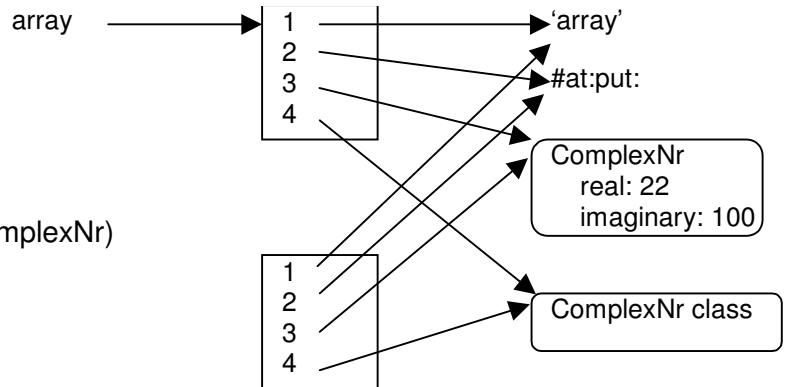 array
1
2
3
4
‘array’
#at:put:
ComplexNr
real: 22
imaginary: 100
mplexNr)
1
2
3
4
ComplexNr class